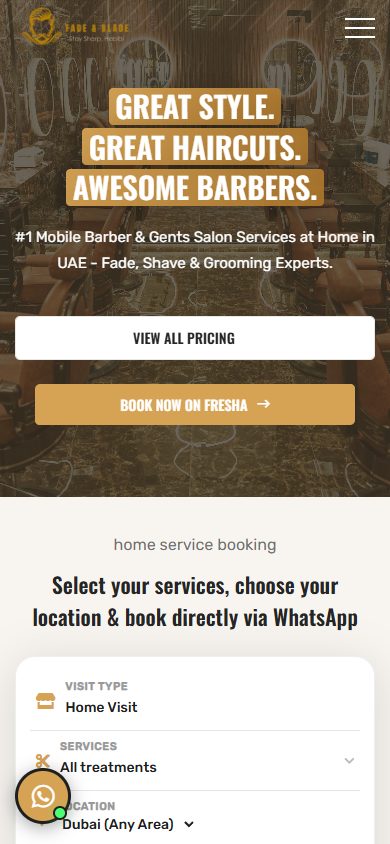 FADE & BLADE
Stay Sharp, Habibi
GREAT STYLE.
GREAT HAIRCUTS.
AWESOME BARBERS.
#1 Mobile Barber & Gents Salon Services at Home in
UAE - Fade, Shave & Grooming Experts.
VIEW ALL PRICING
BOOK NOW ON FRESHA →
home service booking
Select your services, choose your
location & book directly via WhatsApp
VISIT TYPE
Home Visit
SERVICES
All treatments
OCATION
Dubai (Any Area)